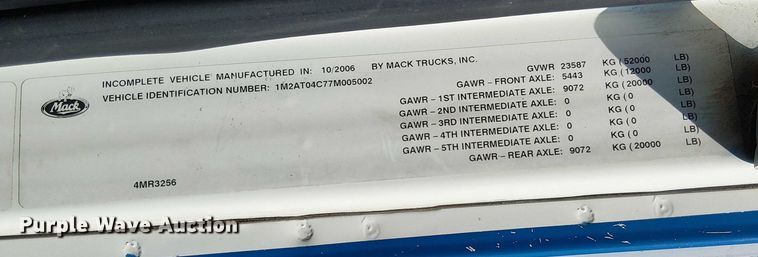 INCOMPLETE VEHICLE MANUFACTURED IN: 10/2006 BY MACK TRUCKS, INC.
VEHICLE IDENTIFICATION NUMBER: 1M2AT04C77M005002
Mack
GVWR 23587 KG ( 52000 LB)
GAWR - FRONT AXLE: 5443 KG ( 12000 LB)
GAWR - 1ST INTERMEDIATE AXLE: 9072 KG ( 20000 LB)
GAWR - 2ND INTERMEDIATE AXLE: 0 KG ( 0 LB)
GAWR - 3RD INTERMEDIATE AXLE: 0 KG ( 0 LB)
GAWR - 4TH INTERMEDIATE AXLE: 0 KG ( 0 LB)
GAWR - 5TH INTERMEDIATE AXLE: 0 KG ( 0 LB)
GAWR - REAR AXLE: 9072 KG ( 20000 LB)
4MR3256
Purple Wave Auction